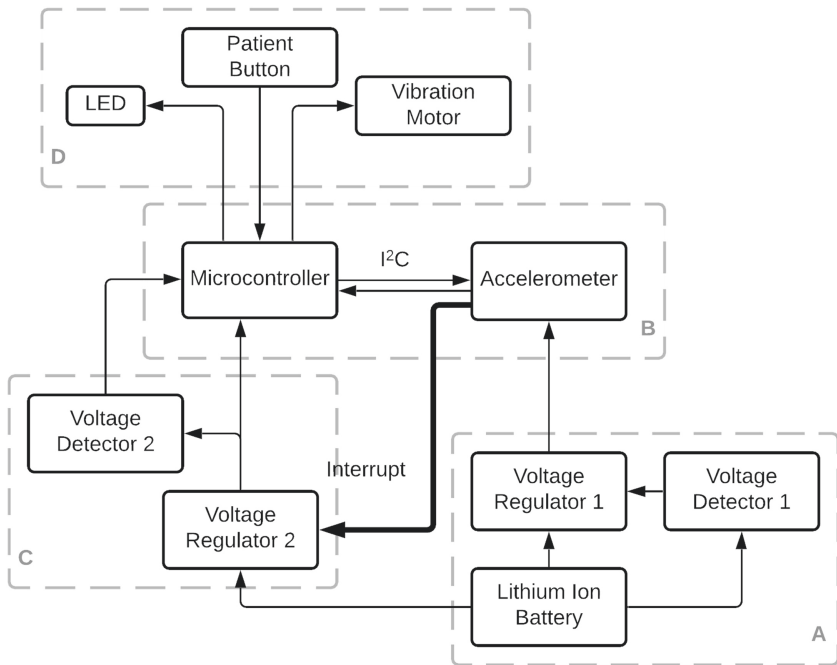 Patient
Button
LED
Vibration
Motor
D
I²C
Microcontroller
Accelerometer
B
Voltage
Detector 2
Interrupt
Voltage
Regulator 1
Voltage
Detector 1
Voltage
Regulator 2
C
Lithium Ion
Battery
A